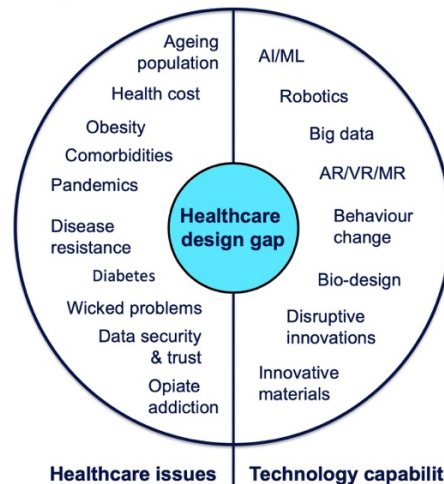 Ageing
population
Health cost
Obesity
Comorbidities
Pandemics
Disease
resistance
Diabetes
Wicked problems
Data security
& trust
Opiate
addiction
Healthcare
design gap
AI/ML
Robotics
Big data
AR/VR/MR
Behaviour
change
Bio-design
Disruptive
innovations
Innovative
materials
Healthcare issues
Technology capabilit